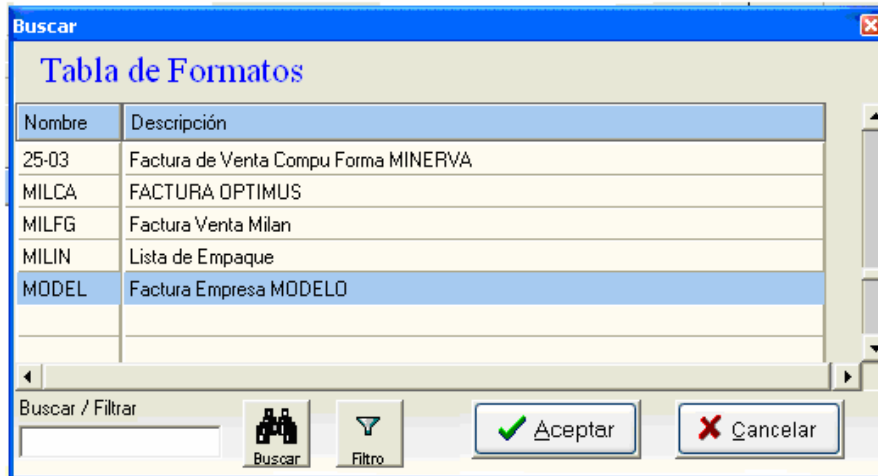 Buscar
Tabla de Formatos
Nombre Descripción
25-03 Factura de Venta Compu Forma MINERVA
MILCA FACTURA OPTIMUS
MILFG Factura Venta Milan
MILIN Lista de Empaque
MODEL Factura Empresa MODELO
Buscar / Filtrar
Buscar Filtro Aceptar Cancelar